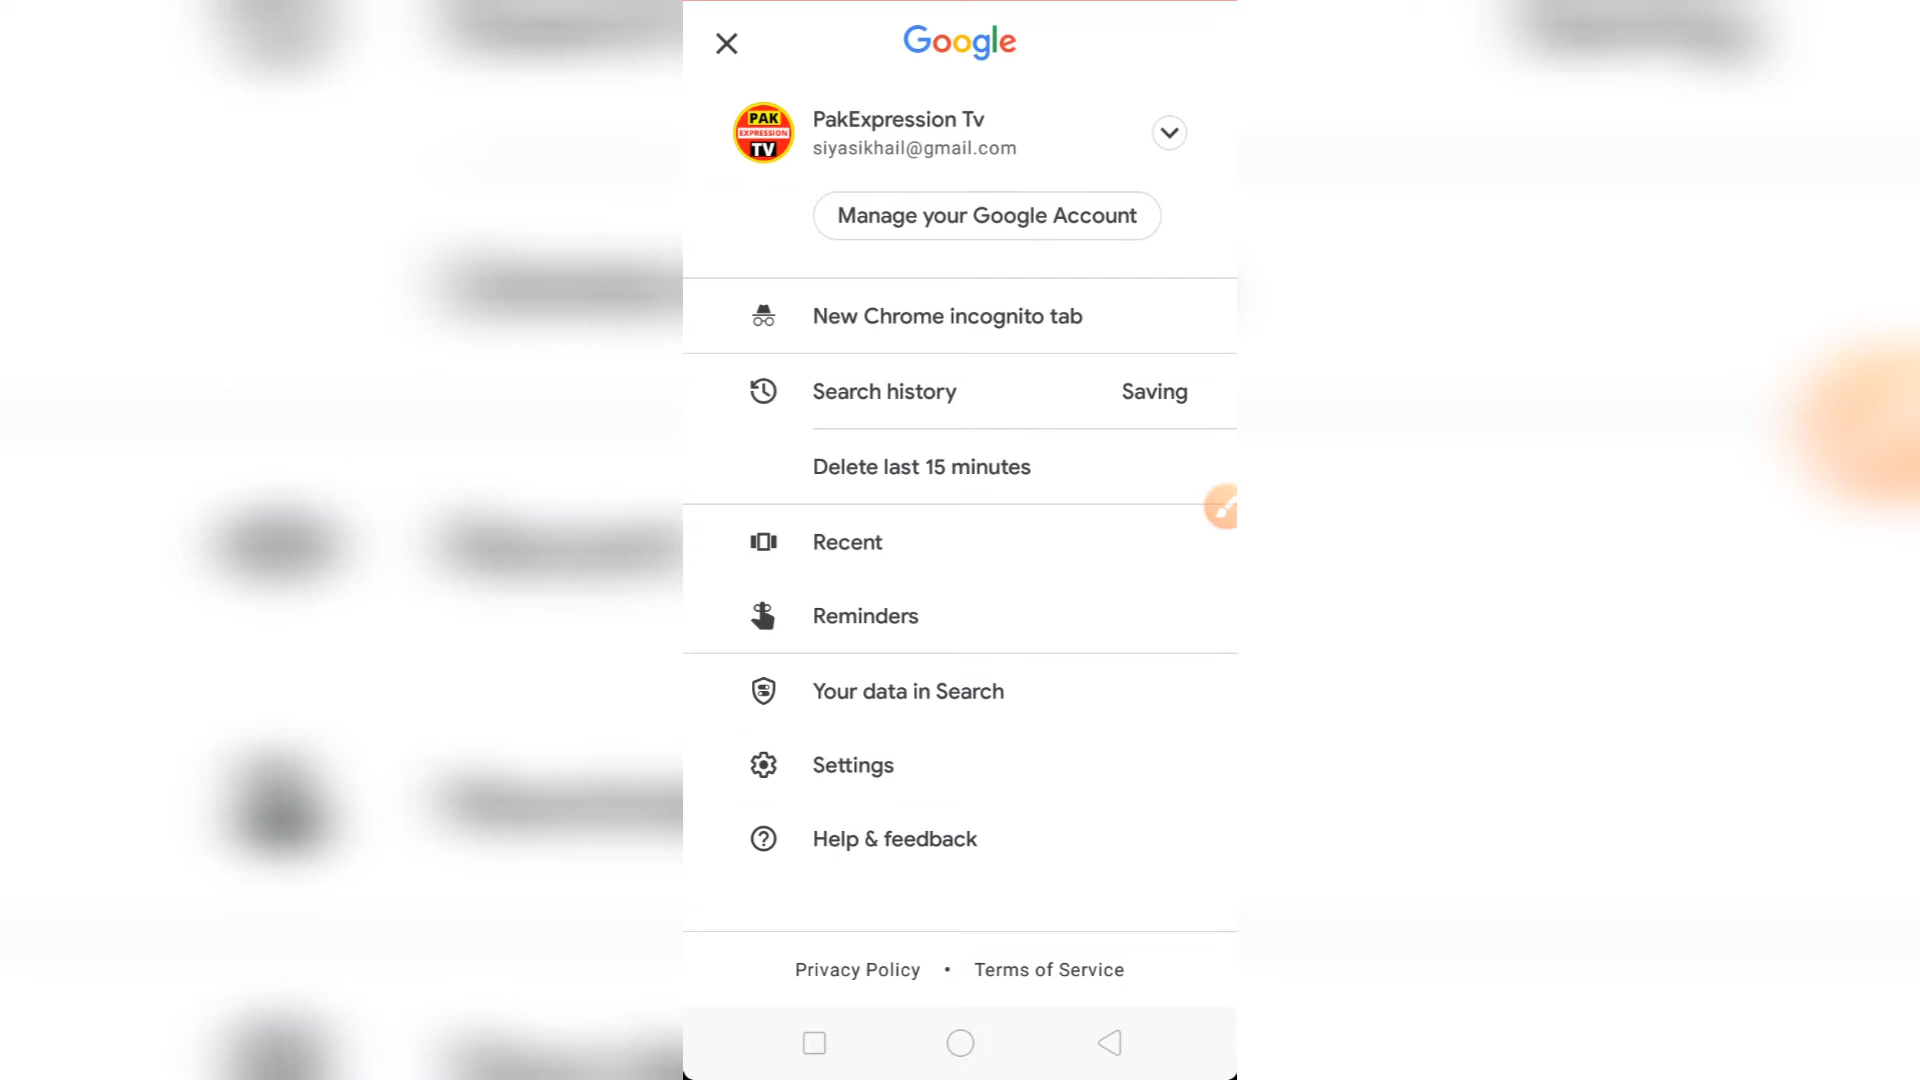 Google
PAK
EXPRESSION
TV
PakExpression Tv
siyasikhail@gmail.com
Manage your Google Account
New Chrome incognito tab
Search history Saving
Delete last 15 minutes
Recent
Reminders
Your data in Search
Settings
Help & feedback
Privacy Policy • Terms of Service